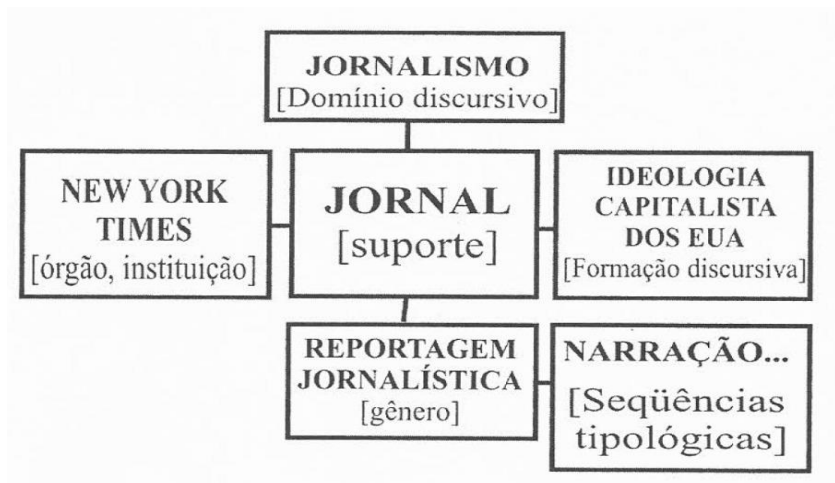 JORNALISMO
[Domínio discursivo]
NEW YORK
TIMES
[órgão, instituição]
JORNAL
[suporte]
IDEOLOGIA
CAPITALISTA
DOS EUA
[Formação discursiva]
REPORTAGEM
JORNALÍSTICA
[gênero]
NARRAÇÃO...
[Seqüências
tipológicas]